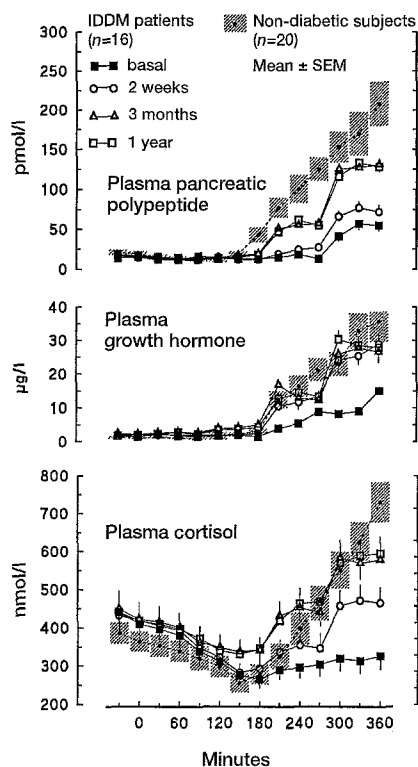 IDDM patients
(n=16)
basal
2 weeks
3 months
1 year
Non-diabetic subjects
(n=20)
Mean ± SEM
300
250
200
150
100
50
0
pmol/l
Plasma pancreatic
polypeptide
40
30
20
10
0
µg/l
Plasma
growth hormone
800
700
600
500
400
300
200
nmol/l
Plasma cortisol
0 60 120 180 240 300 360
Minutes